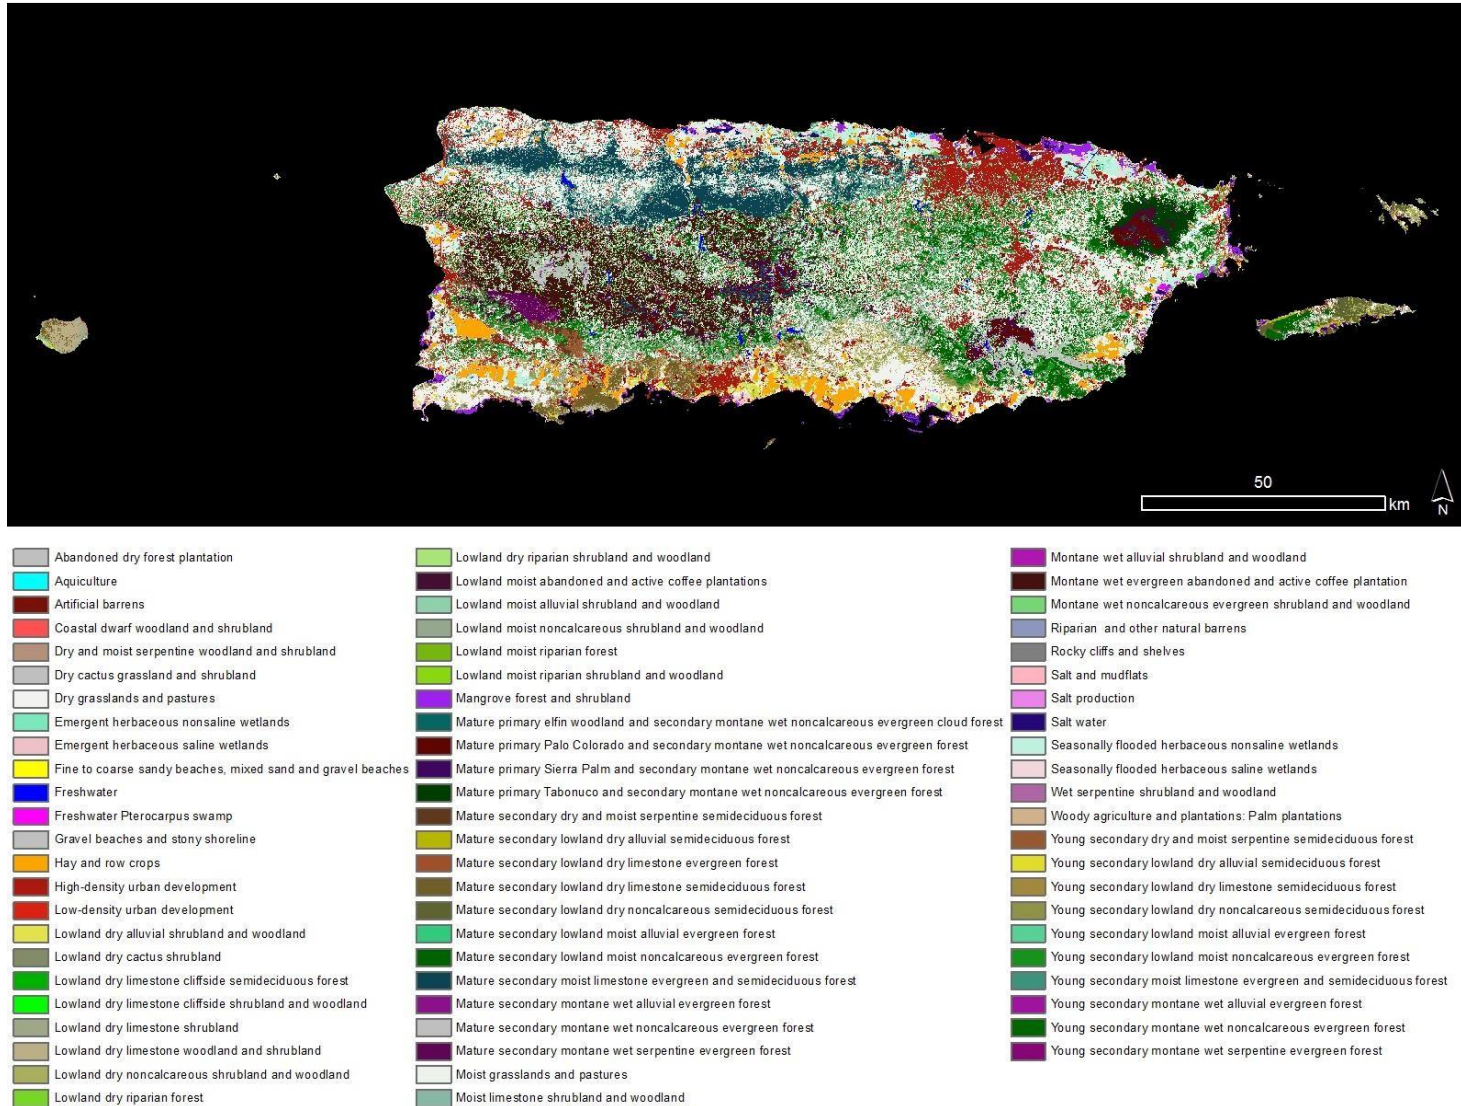 50
km
N
Abandoned dry forest plantation
Aquiculture
Artificial barrens
Coastal dwarf woodland and shrubland
Dry and moist serpentine woodland and shrubland
Dry cactus grassland and shrubland
Dry grasslands and pastures
Emergent herbaceous nonsaline wetlands
Emergent herbaceous saline wetlands
Fine to coarse sandy beaches, mixed sand and gravel beaches
Freshwater
Freshwater Pterocarpus swamp
Gravel beaches and stony shoreline
Hay and row crops
High-density urban development
Low-density urban development
Lowland dry alluvial shrubland and woodland
Lowland dry cactus shrubland
Lowland dry limestone cliffside semideciduous forest
Lowland dry limestone cliffside shrubland and woodland
Lowland dry limestone shrubland
Lowland dry limestone woodland and shrubland
Lowland dry noncalcareous shrubland and woodland
Lowland dry riparian forest
Lowland dry riparian shrubland and woodland
Lowland moist abandoned and active coffee plantations
Lowland moist alluvial shrubland and woodland
Lowland moist noncalcareous shrubland and woodland
Lowland moist riparian forest
Lowland moist riparian shrubland and woodland
Mangrove forest and shrubland
Mature primary elfin woodland and secondary montane wet noncalcareous evergreen cloud forest
Mature primary Palo Colorado and secondary montane wet noncalcareous evergreen forest
Mature primary Sierra Palm and secondary montane wet noncalcareous evergreen forest
Mature primary Tabonuco and secondary montane wet noncalcareous evergreen forest
Mature secondary dry and moist serpentine semideciduous forest
Mature secondary lowland dry alluvial semideciduous forest
Mature secondary lowland dry limestone evergreen forest
Mature secondary lowland dry limestone semideciduous forest
Mature secondary lowland dry noncalcareous semideciduous forest
Mature secondary lowland moist alluvial evergreen forest
Mature secondary lowland moist noncalcareous evergreen forest
Mature secondary moist limestone evergreen and semideciduous forest
Mature secondary montane wet alluvial evergreen forest
Mature secondary montane wet noncalcareous evergreen forest
Mature secondary montane wet serpentine evergreen forest
Moist grasslands and pastures
Moist limestone shrubland and woodland
Montane wet alluvial shrubland and woodland
Montane wet evergreen abandoned and active coffee plantation
Montane wet noncalcareous evergreen shrubland and woodland
Riparian and other natural barrens
Rocky cliffs and shelves
Salt and mudflats
Salt production
Salt water
Seasonally flooded herbaceous nonsaline wetlands
Seasonally flooded herbaceous saline wetlands
Wet serpentine shrubland and woodland
Woody agriculture and plantations: Palm plantations
Young secondary dry and moist serpentine semideciduous forest
Young secondary lowland dry alluvial semideciduous forest
Young secondary lowland dry limestone semideciduous forest
Young secondary lowland dry noncalcareous semideciduous forest
Young secondary lowland moist alluvial evergreen forest
Young secondary lowland moist noncalcareous evergreen forest
Young secondary moist limestone evergreen and semideciduous forest
Young secondary montane wet alluvial evergreen forest
Young secondary montane wet noncalcareous evergreen forest
Young secondary montane wet serpentine evergreen forest